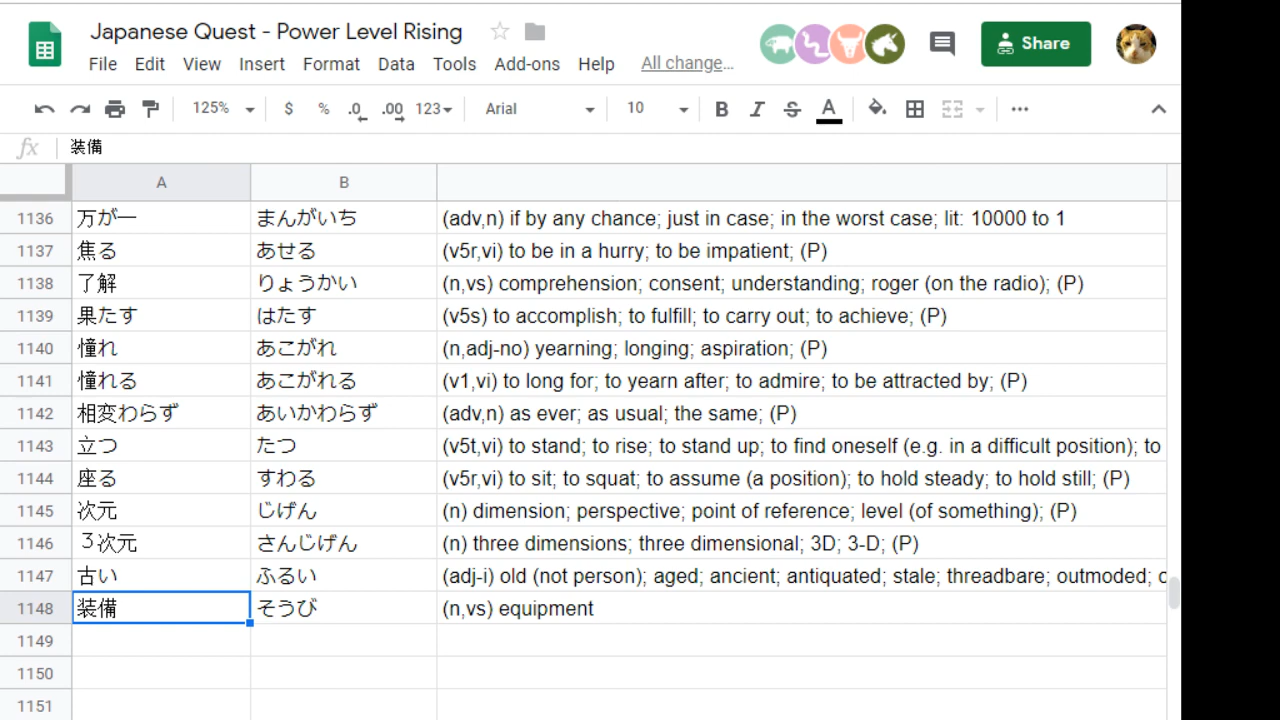 Japanese Quest - Power Level Rising
Share
File Edit View Insert Format Data Tools Add-ons Help All change…
125% $ % .0 .00 123 Arial 10 B I S A
fx 装備
A B
1136 万が一 まんがいち (adv,n) if by any chance; just in case; in the worst case; lit: 10000 to 1
1137 焦る あせる (v5r,vi) to be in a hurry; to be impatient; (P)
1138 了解 りょうかい (n,vs) comprehension; consent; understanding; roger (on the radio); (P)
1139 果たす はたす (v5s) to accomplish; to fulfill; to carry out; to achieve; (P)
1140 憧れ あこがれ (n,adj-no) yearning; longing; aspiration; (P)
1141 憧れる あこがれる (v1,vi) to long for; to yearn after; to admire; to be attracted by; (P)
1142 相変わらず あいかわらず (adv,n) as ever; as usual; the same; (P)
1143 立つ たつ (v5t,vi) to stand; to rise; to stand up; to find oneself (e.g. in a difficult position); to
1144 座る すわる (v5r,vi) to sit; to squat; to assume (a position); to hold steady; to hold still; (P)
1145 次元 じげん (n) dimension; perspective; point of reference; level (of something); (P)
1146 ３次元 さんじげん (n) three dimensions; three dimensional; 3D; 3-D; (P)
1147 古い ふるい (adj-i) old (not person); aged; ancient; antiquated; stale; threadbare; outmoded;
1148 装備 そうび (n,vs) equipment
1149
1150
1151